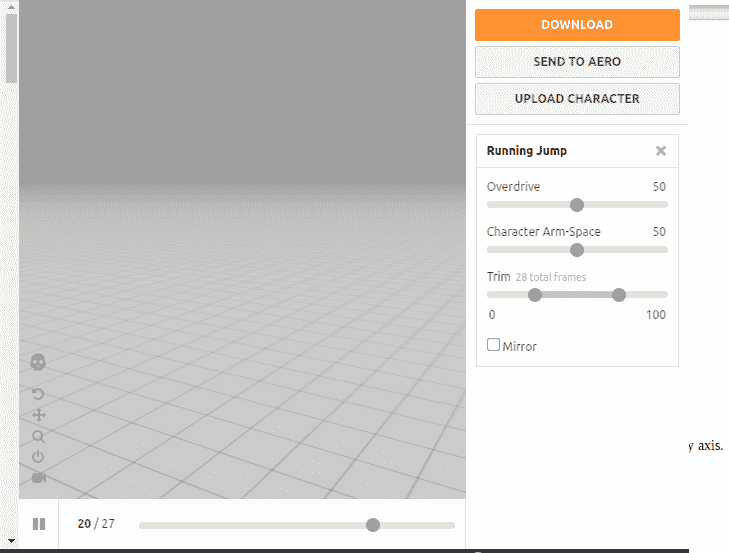 DOWNLOAD
SEND TO AERO
UPLOAD CHARACTER
Running Jump
Overdrive 50
Character Arm-Space 50
Trim 28 total frames
0 100
Mirror
y axis.
20 / 27